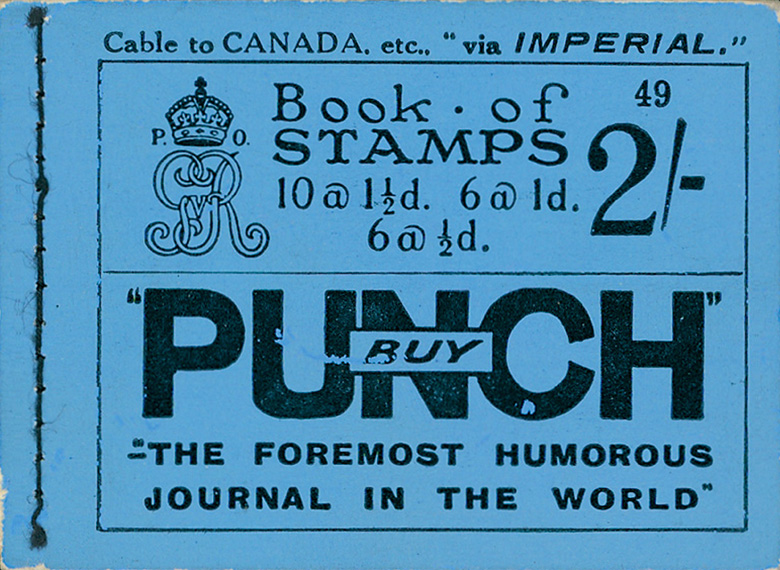 Cable to CANADA. etc., "via IMPERIAL."
P. O.
GR
Book · of
STAMPS
49
2/-
10 @ 1½d. 6 @ 1d.
6 @ ½d.
"PUNCH"
BUY
"THE FOREMOST HUMOROUS
JOURNAL IN THE WORLD"